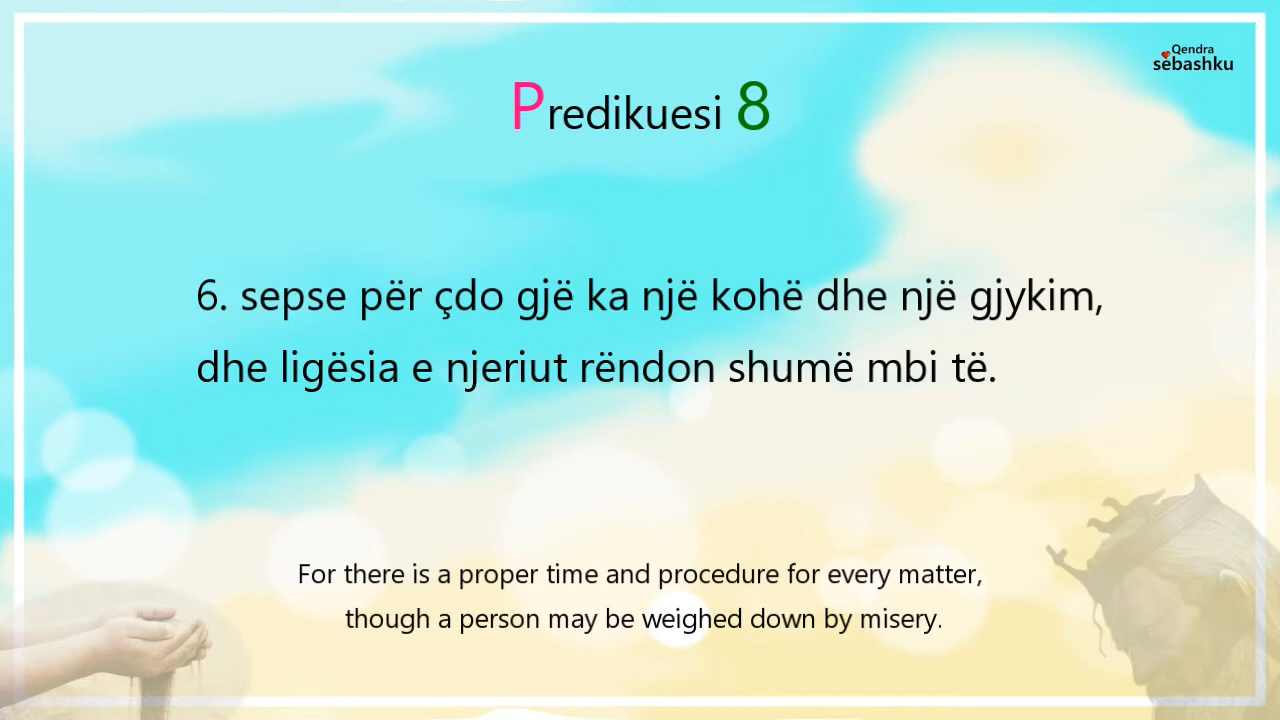 Qendra
sëbashku
Predikuesi 8
6. sepse për çdo gjë ka një kohë dhe një gjykim,
dhe ligësia e njeriut rëndon shumë mbi të.
For there is a proper time and procedure for every matter,
though a person may be weighed down by misery.